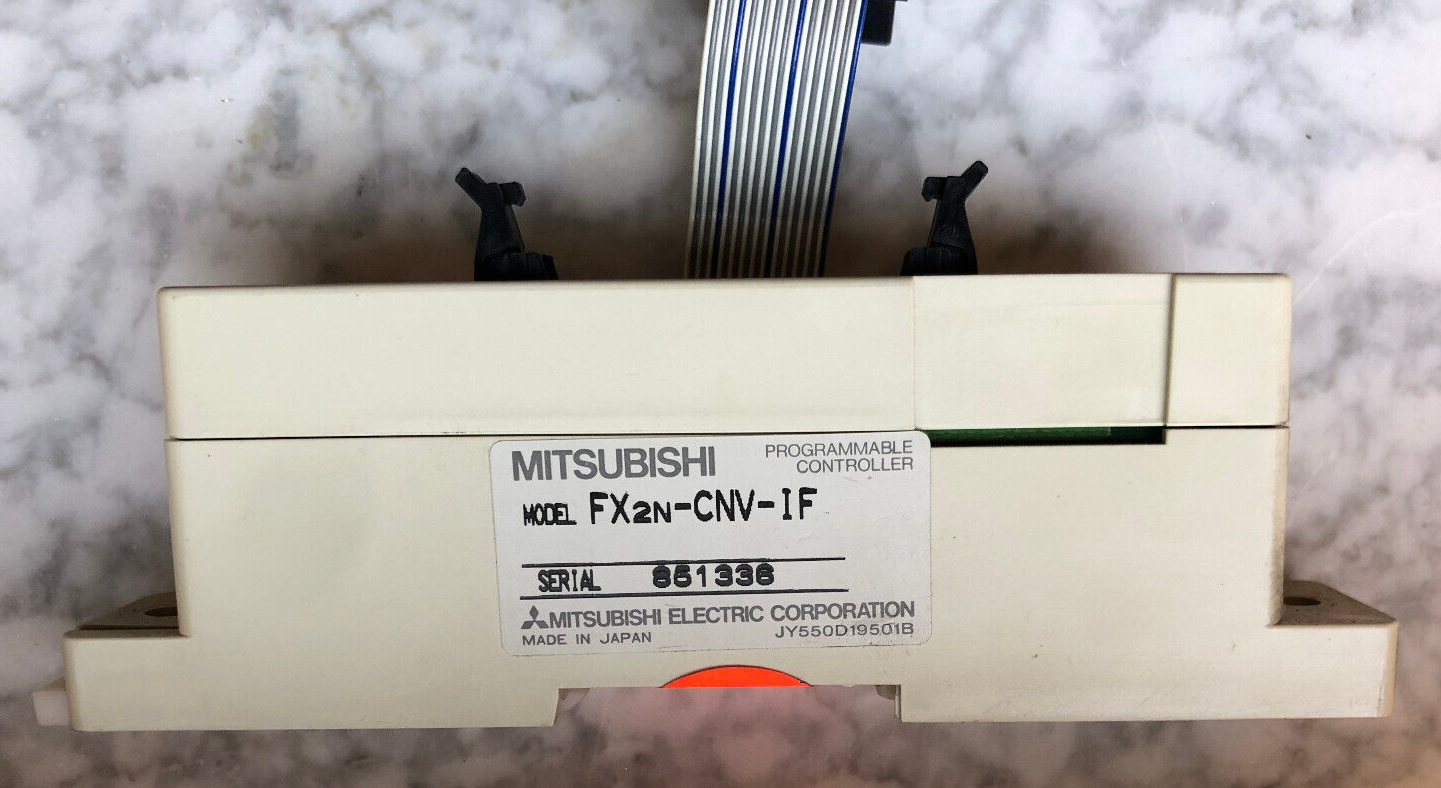 MITSUBISHI
PROGRAMMABLE
CONTROLLER
MODEL FX2N-CNV-IF
SERIAL 851336
MITSUBISHI ELECTRIC CORPORATION
MADE IN JAPAN JY550D19501B